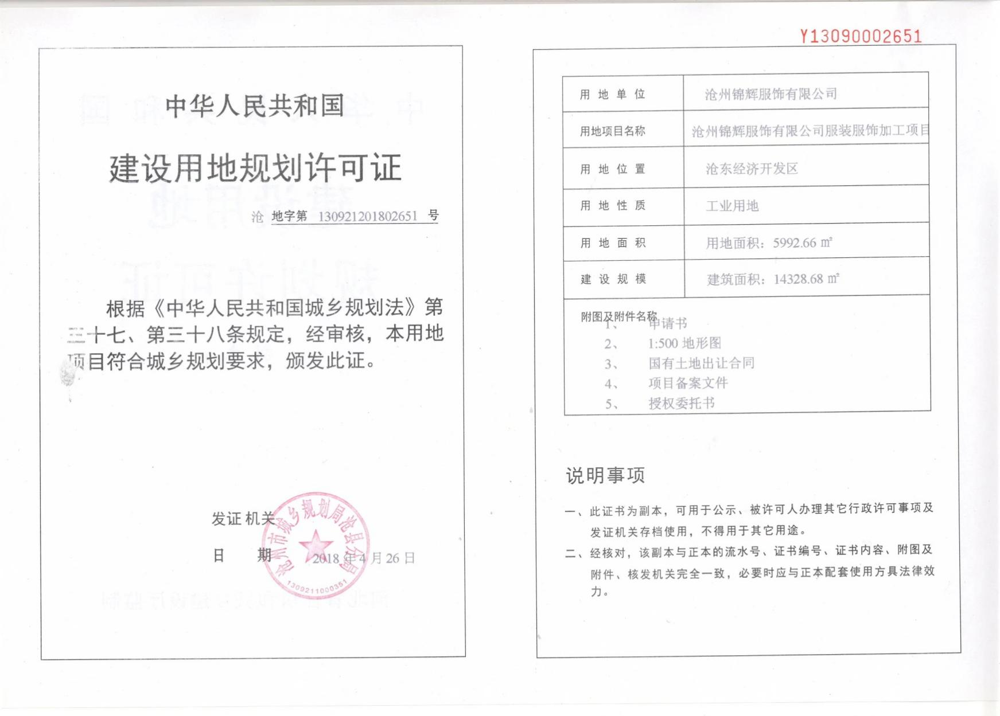 中华人民共和国
建设用地规划许可证
沧 地字第 130921201802651 号
根据《中华人民共和国城乡规划法》第
三十七、第三十八条规定，经审核，本用地
项目符合城乡规划要求，颁发此证。
发证机关
日 期 2018 年 4 月 26 日
沧州市城乡规划局沧县分局
1309211000351
Y13090002651
用地单位 沧州锦辉服饰有限公司
用地项目名称 沧州锦辉服饰有限公司服装服饰加工项目
用地位置 沧东经济开发区
用地性质 工业用地
用地面积 用地面积：5992.66 ㎡
建设规模 建筑面积：14328.68 ㎡
附图及附件名称
1、 申请书
2、 1:500 地形图
3、 国有土地出让合同
4、 项目备案文件
5、 授权委托书
说明事项
一、此证书为副本，可用于公示、被许可人办理其它行政许可事项及
发证机关存档使用，不得用于其它用途。
二、经核对，该副本与正本的流水号、证书编号、证书内容、附图及
附件、核发机关完全一致，必要时应与正本配套使用方具法律效
力。